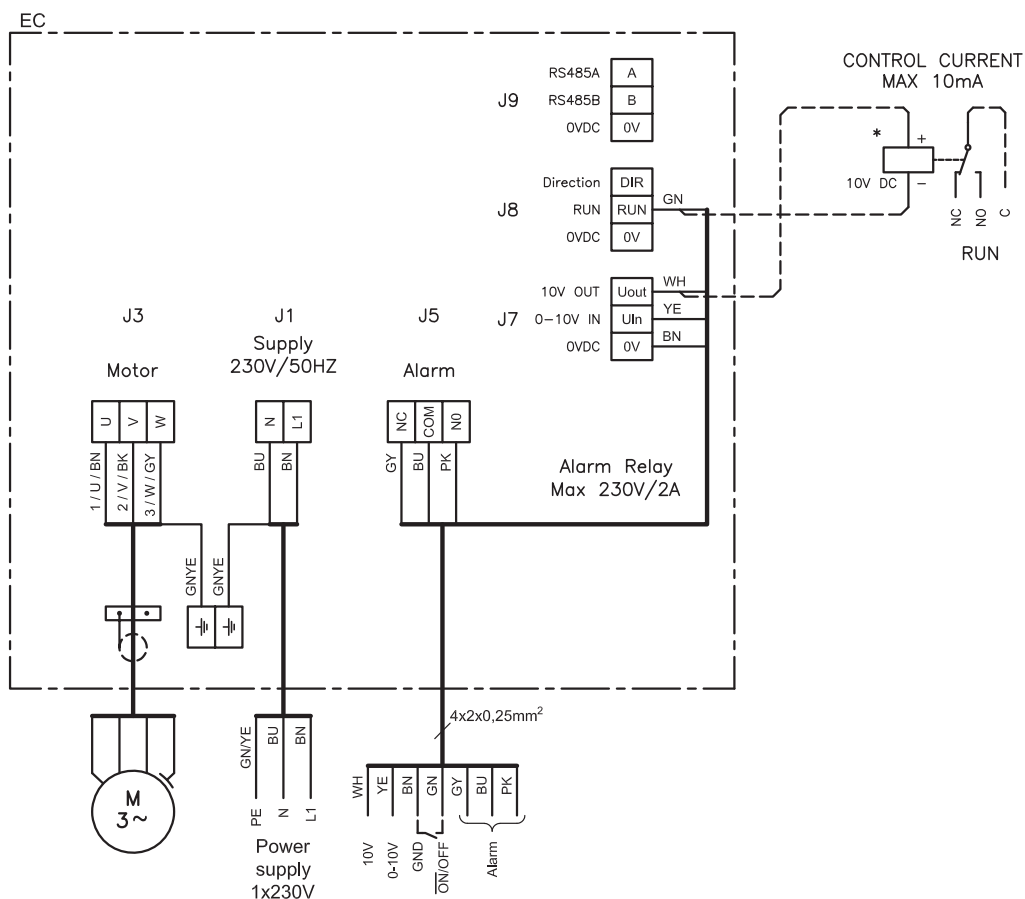 EC
CONTROL CURRENT
MAX 10mA
RS485A A
J9 RS485B B
0VDC 0V
* +
10V DC −
NC NO C
RUN
Direction DIR
J8 RUN RUN GN
0VDC 0V
10V OUT Uout WH
J7 0−10V IN UIn YE
0VDC 0V BN
J3
Motor
U V W
1 / U / BN 2 / V / BK 3 / W / GY
J1
Supply
230V/50HZ
N L1
BU BN
J5
Alarm
NC COM N0
GY BU PK
Alarm Relay
Max 230V/2A
GNYE GNYE
4x2x0,25mm²
M
3~
GN/YE BU BN
PE N L1
Power
supply
1x230V
WH YE BN GN GY BU PK
10V 0-10V GND ON/OFF Alarm